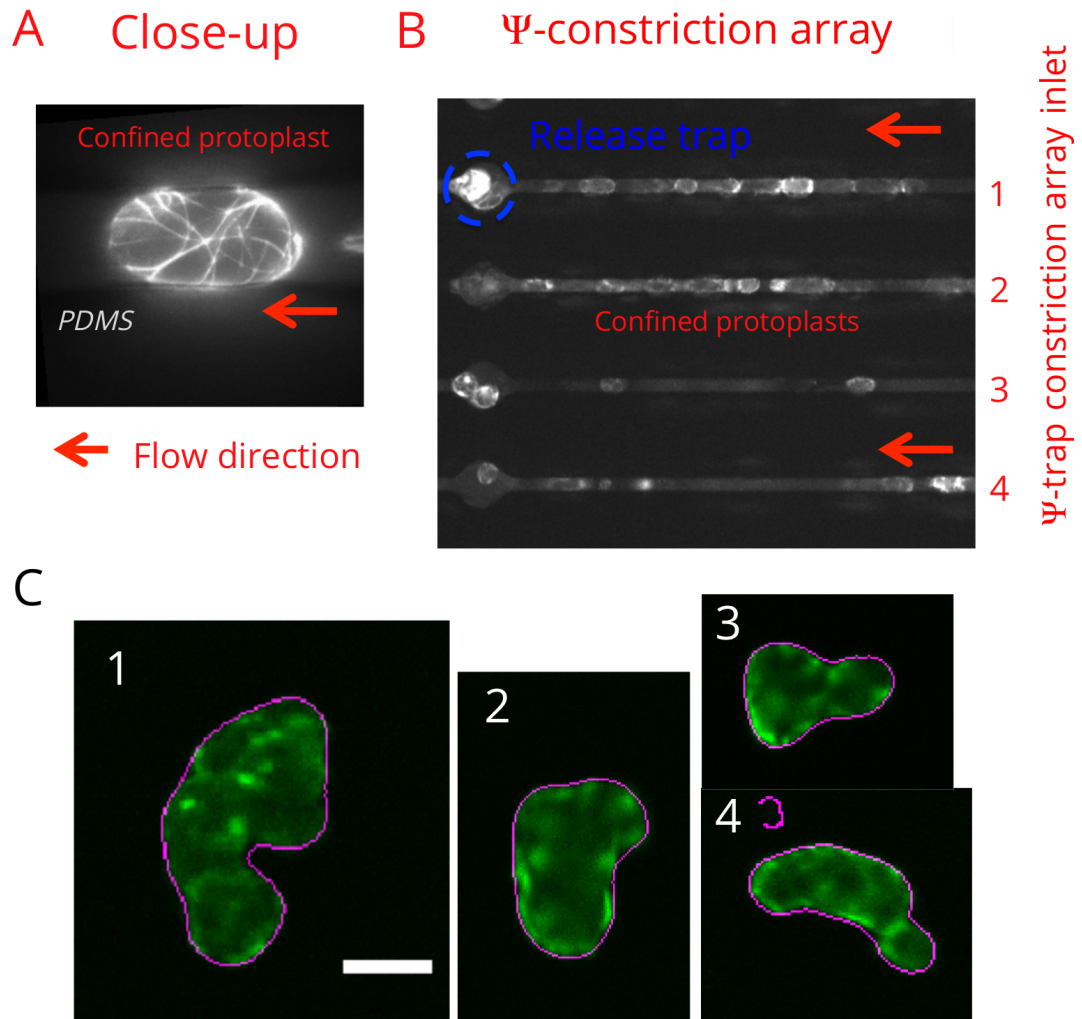 A Close-up
Confined protoplast
PDMS
Flow direction
B Ψ-constriction array
Release trap
Confined protoplasts
1
2
3
4
Ψ-trap constriction array inlet
C
1
2
3
4